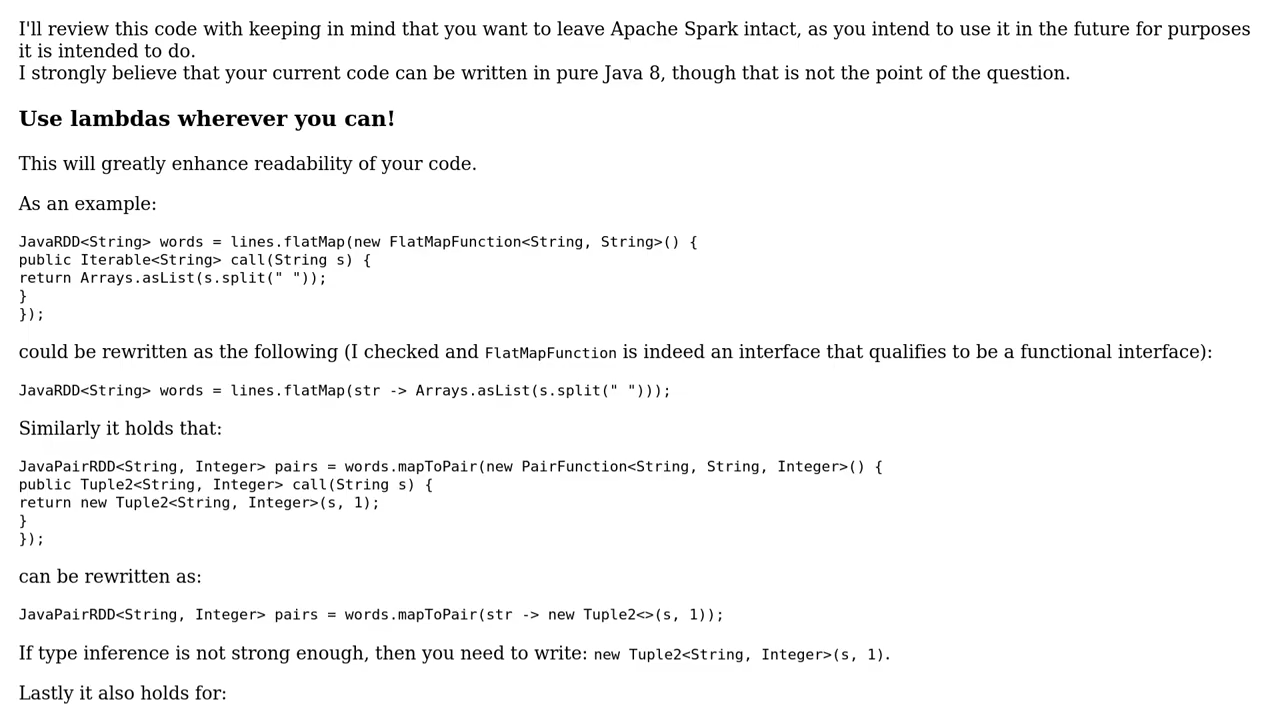 I'll review this code with keeping in mind that you want to leave Apache Spark intact, as you intend to use it in the future for purposes
it is intended to do.
I strongly believe that your current code can be written in pure Java 8, though that is not the point of the question.
Use lambdas wherever you can!
This will greatly enhance readability of your code.
As an example:
JavaRDD<String> words = lines.flatMap(new FlatMapFunction<String, String>() {
public Iterable<String> call(String s) {
return Arrays.asList(s.split(" "));
}
});
could be rewritten as the following (I checked and FlatMapFunction is indeed an interface that qualifies to be a functional interface):
JavaRDD<String> words = lines.flatMap(str -> Arrays.asList(s.split(" ")));
Similarly it holds that:
JavaPairRDD<String, Integer> pairs = words.mapToPair(new PairFunction<String, String, Integer>() {
public Tuple2<String, Integer> call(String s) {
return new Tuple2<String, Integer>(s, 1);
}
});
can be rewritten as:
JavaPairRDD<String, Integer> pairs = words.mapToPair(str -> new Tuple2<>(s, 1));
If type inference is not strong enough, then you need to write: new Tuple2<String, Integer>(s, 1).
Lastly it also holds for: